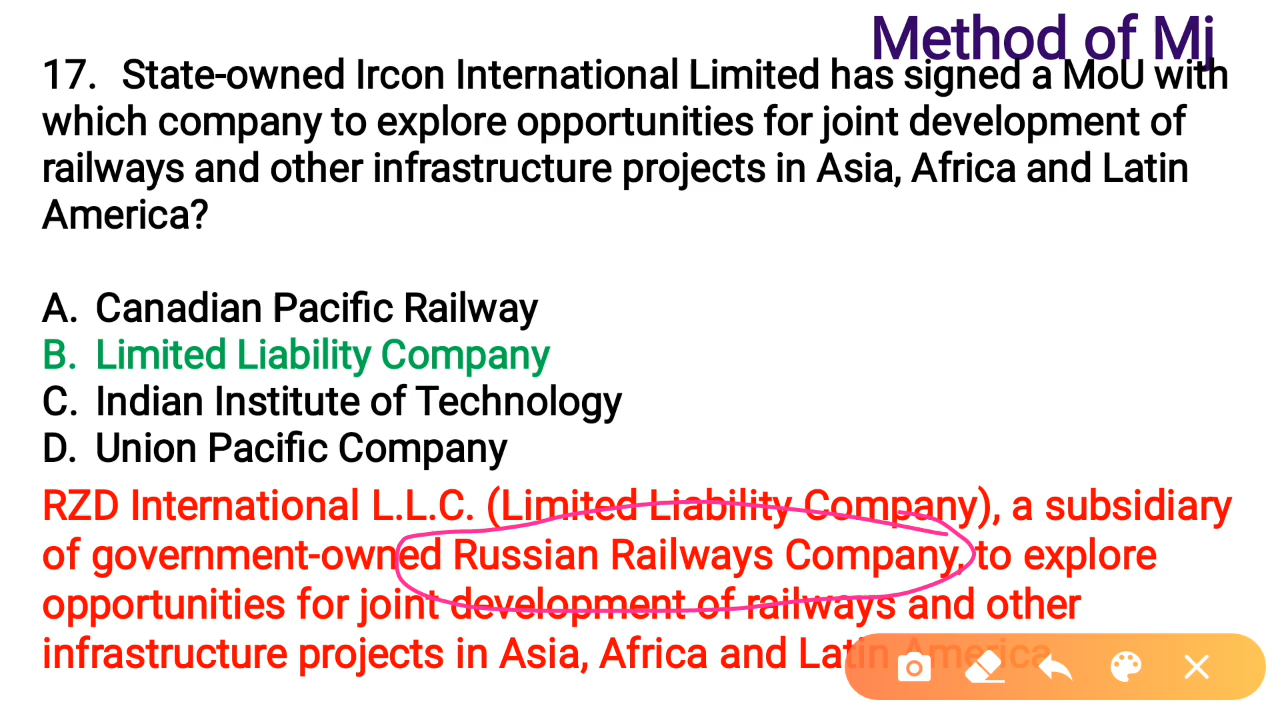 Method of Mj
17. State-owned Ircon International Limited has signed a MoU with
which company to explore opportunities for joint development of
railways and other infrastructure projects in Asia, Africa and Latin
America?
A. Canadian Pacific Railway
B. Limited Liability Company
C. Indian Institute of Technology
D. Union Pacific Company
RZD International L.L.C. (Limited Liability Company), a subsidiary
of government-owned Russian Railways Company, to explore
opportunities for joint development of railways and other
infrastructure projects in Asia, Africa and Latin America